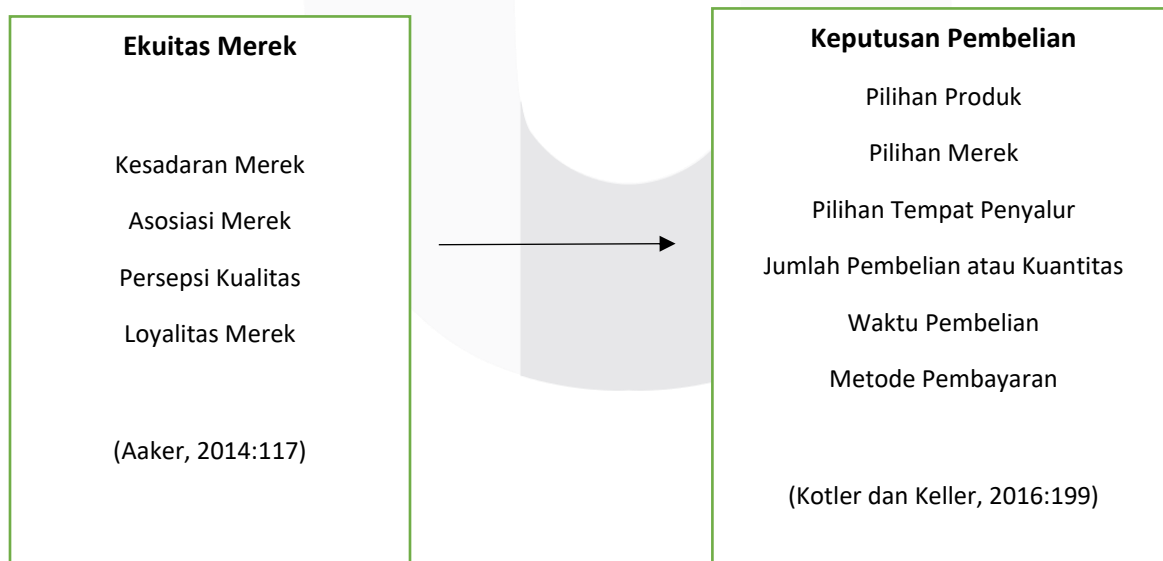 Ekuitas Merek
Kesadaran Merek
Asosiasi Merek
Persepsi Kualitas
Loyalitas Merek
(Aaker, 2014:117)
Keputusan Pembelian
Pilihan Produk
Pilihan Merek
Pilihan Tempat Penyalur
Jumlah Pembelian atau Kuantitas
Waktu Pembelian
Metode Pembayaran
(Kotler dan Keller, 2016:199)